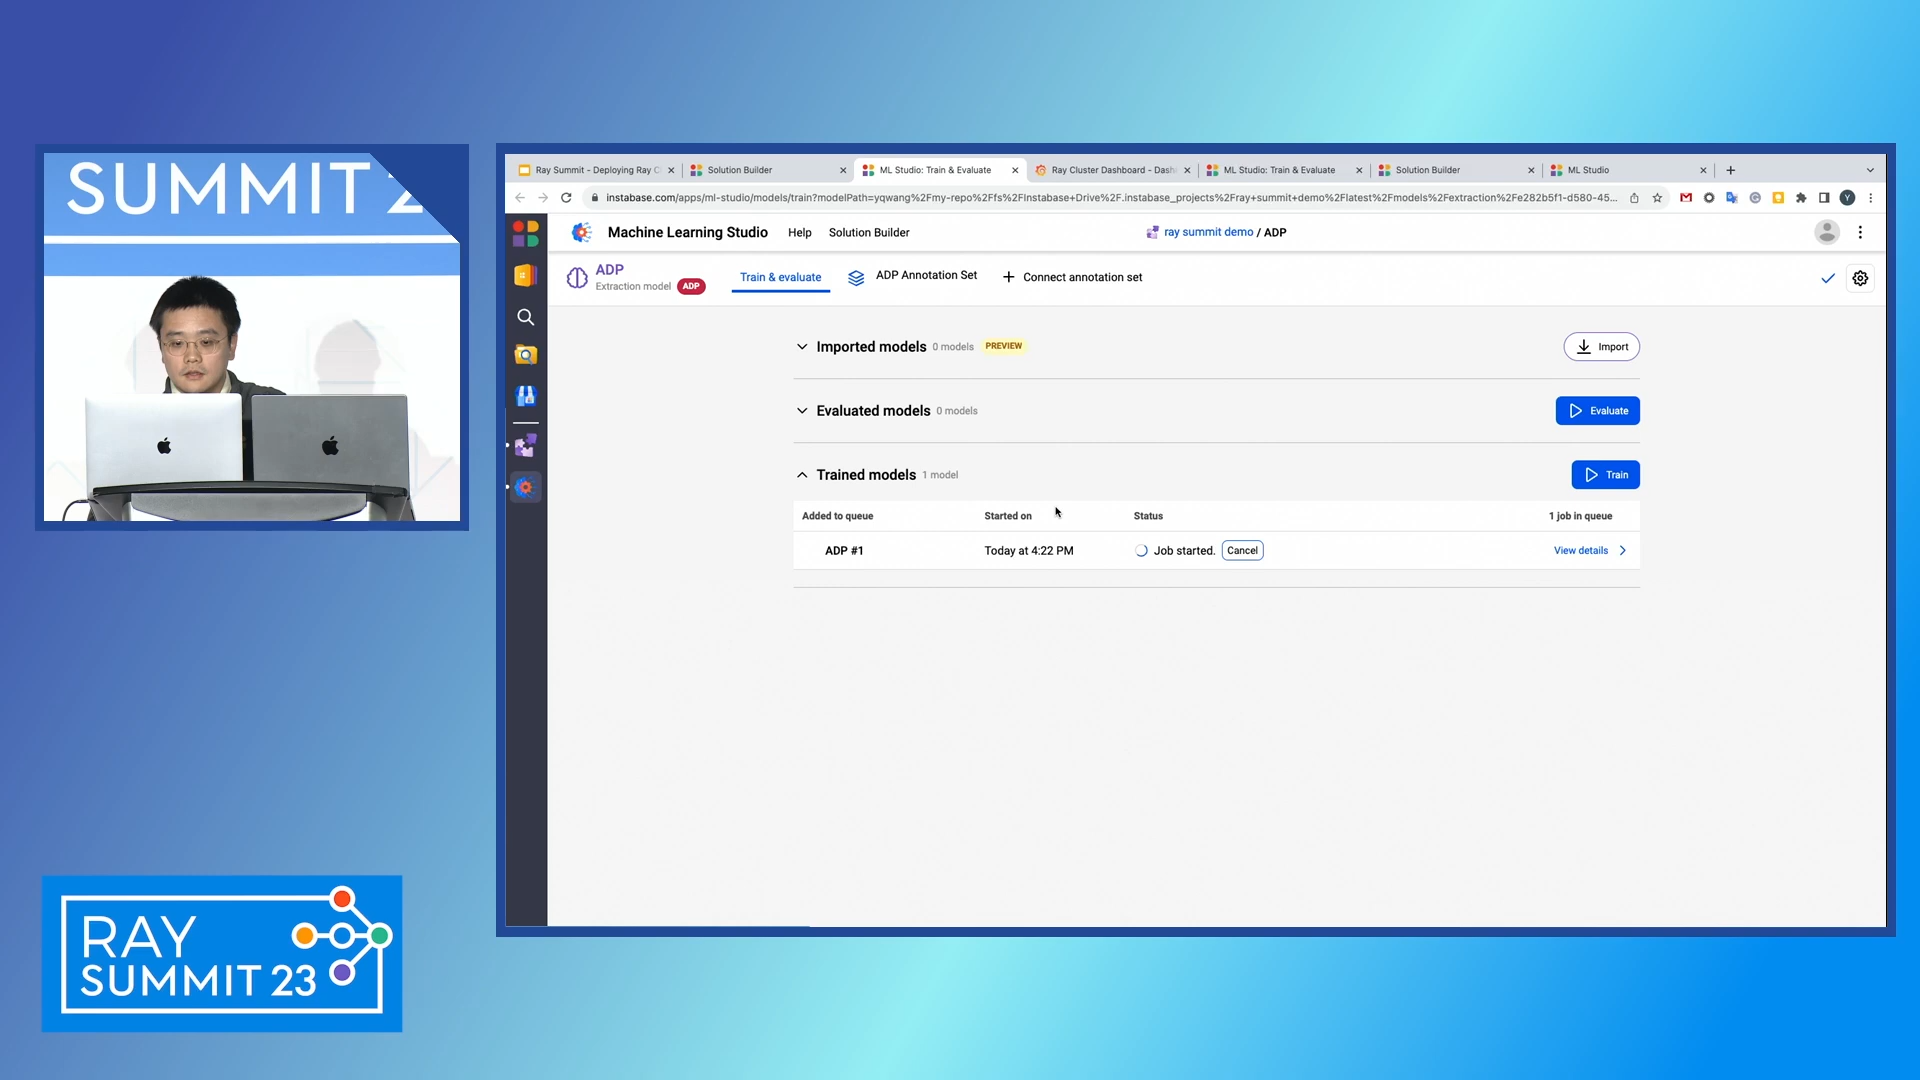 SUMMIT 2
RAY
SUMMIT 23
Ray Summit - Deploying Ray C
Solution Builder
ML Studio: Train & Evaluate
Ray Cluster Dashboard - Dash
ML Studio: Train & Evaluate
Solution Builder
ML Studio
instabase.com/apps/ml-studio/models/train?modelPath=yqwang%2Fmy-repo%2Ffs%2FInstabase+Drive%2F.instabase_projects%2Fray+summit+demo%2Flatest%2Fmodels%2Fextraction%2Fe282b5f1-d580-45...
Y
Machine Learning Studio Help Solution Builder ray summit demo / ADP
ADP
Extraction model ADP
Train & evaluate ADP Annotation Set + Connect annotation set
Imported models 0 models PREVIEW Import
Evaluated models 0 models Evaluate
Trained models 1 model Train
Added to queue Started on Status 1 job in queue
ADP #1 Today at 4:22 PM Job started. Cancel View details